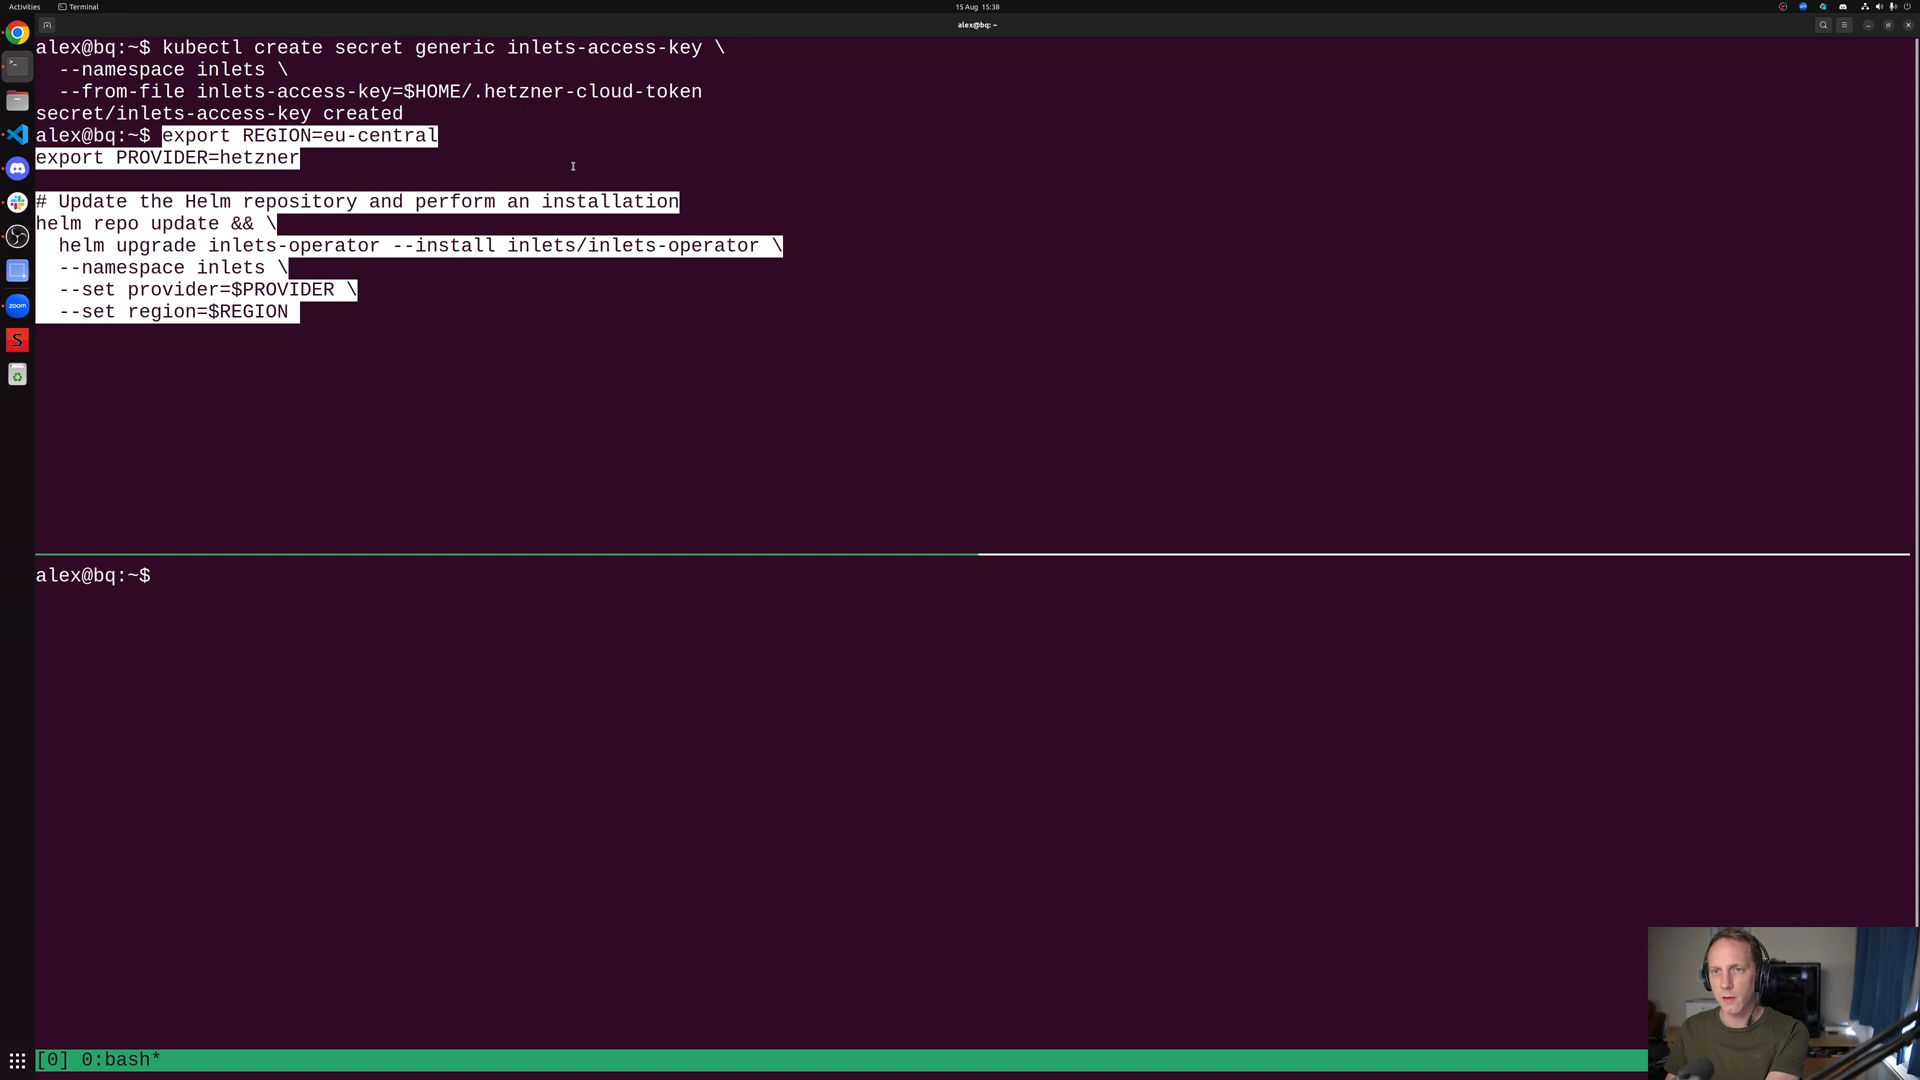 Activities
Terminal
15 Aug 15:38
alex@bq: ~
alex@bq:~$ kubectl create secret generic inlets-access-key \
  --namespace inlets \
  --from-file inlets-access-key=$HOME/.hetzner-cloud-token
secret/inlets-access-key created
alex@bq:~$ export REGION=eu-central
export PROVIDER=hetzner
# Update the Helm repository and perform an installation
helm repo update && \
  helm upgrade inlets-operator --install inlets/inlets-operator \
  --namespace inlets \
  --set provider=$PROVIDER \
  --set region=$REGION
zoom
S
alex@bq:~$
[0] 0:bash*